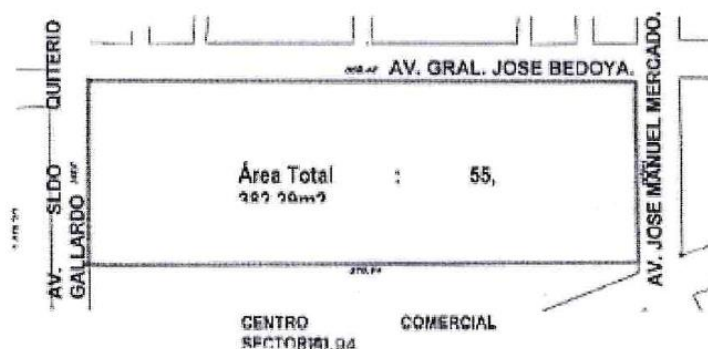 AV. GRAL. JOSE BEDOYA.
AV. SLDO QUITERIO
GALLARDO
Área Total : 55,
382.29m2
AV. JOSE MANUEL MERCADO.
CENTRO COMERCIAL